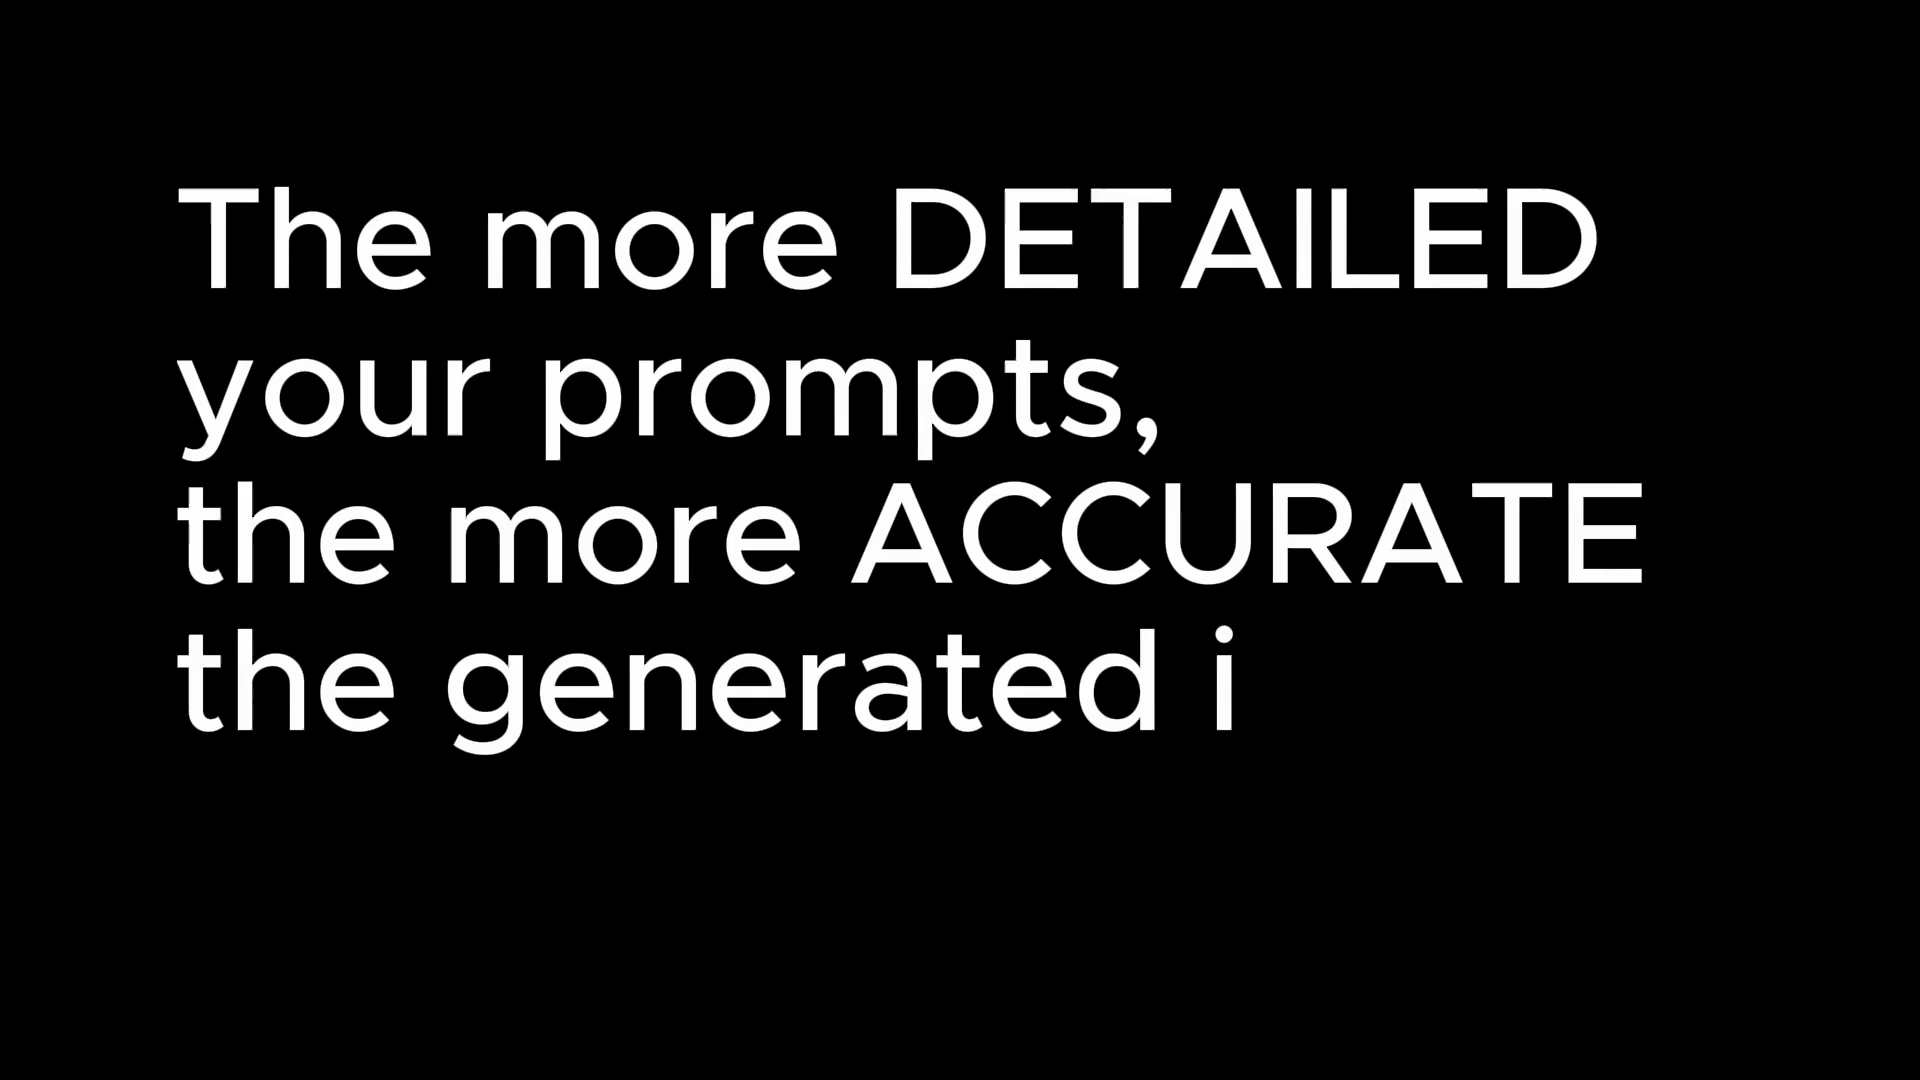 The more DETAILED
your prompts,
the more ACCURATE
the generated i